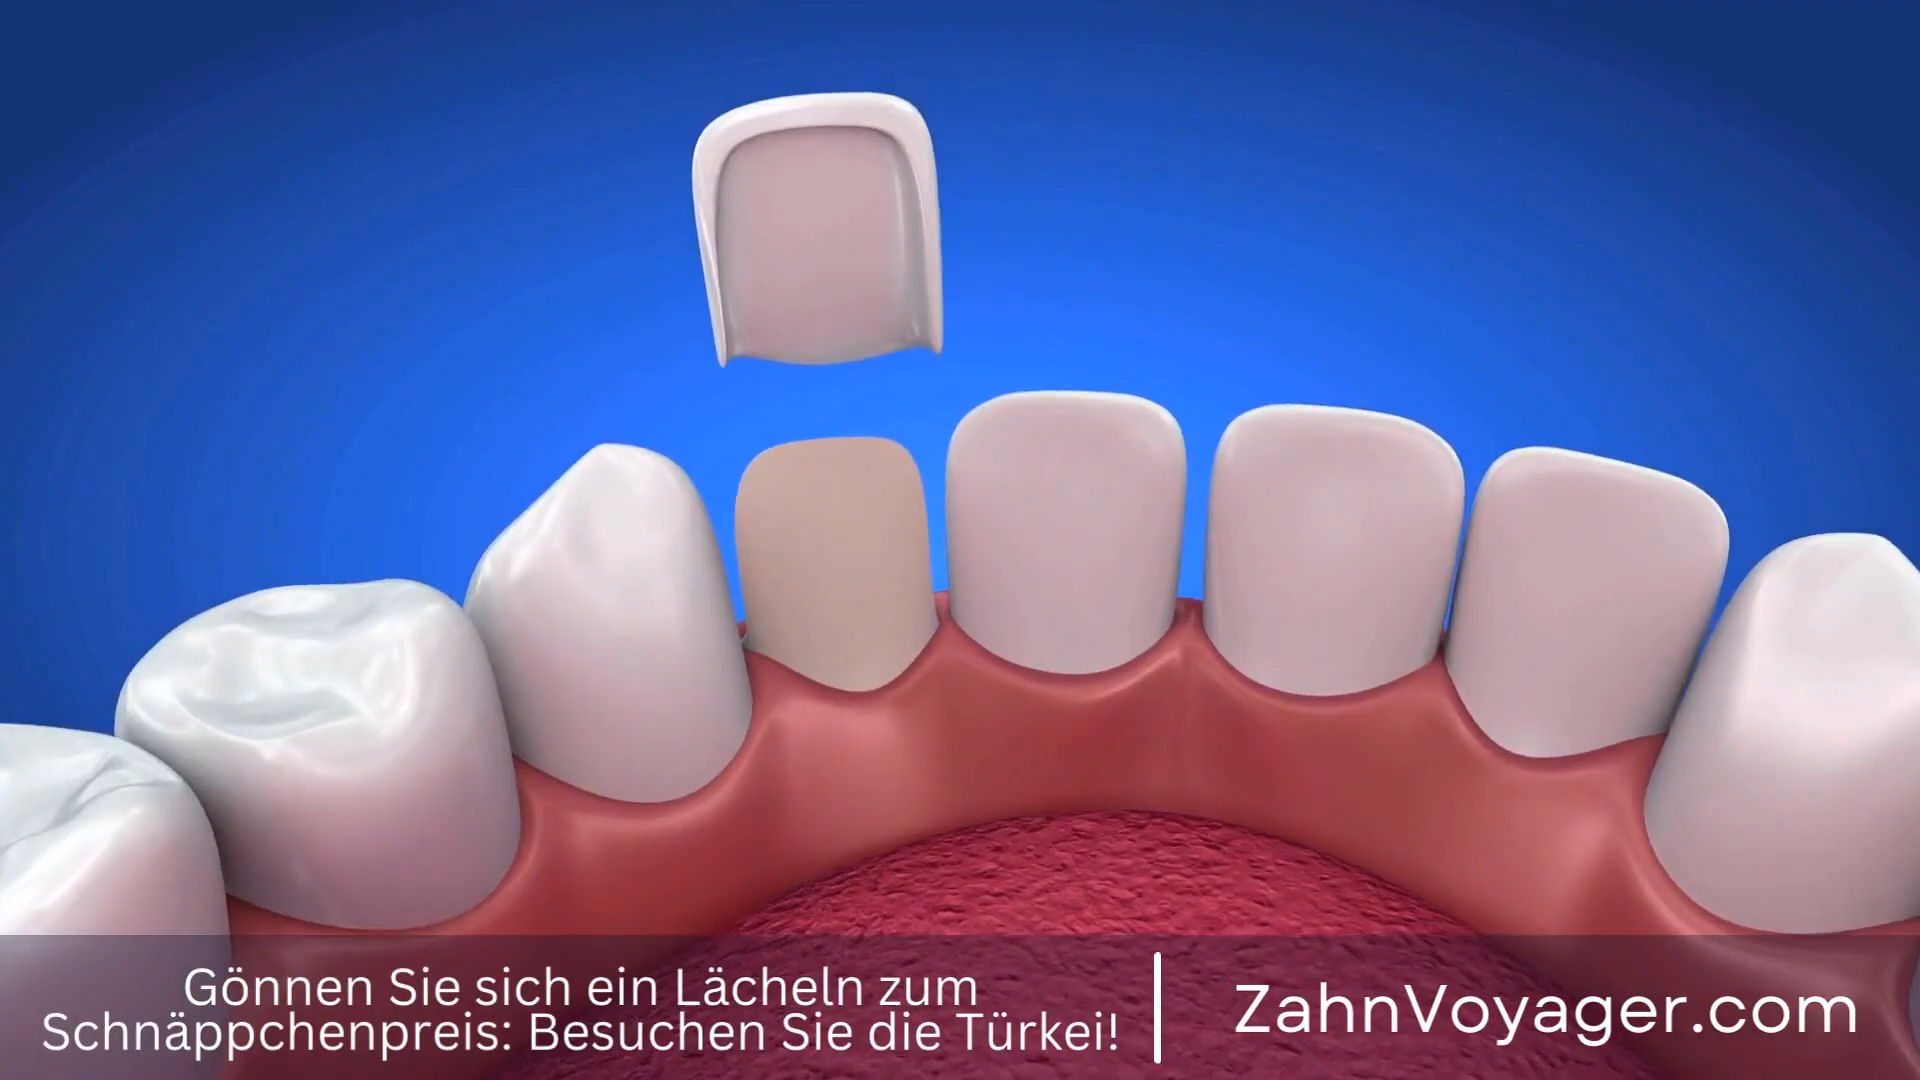 Gönnen Sie sich ein Lächeln zum
Schnäppchenpreis: Besuchen Sie die Türkei!
ZahnVoyager.com